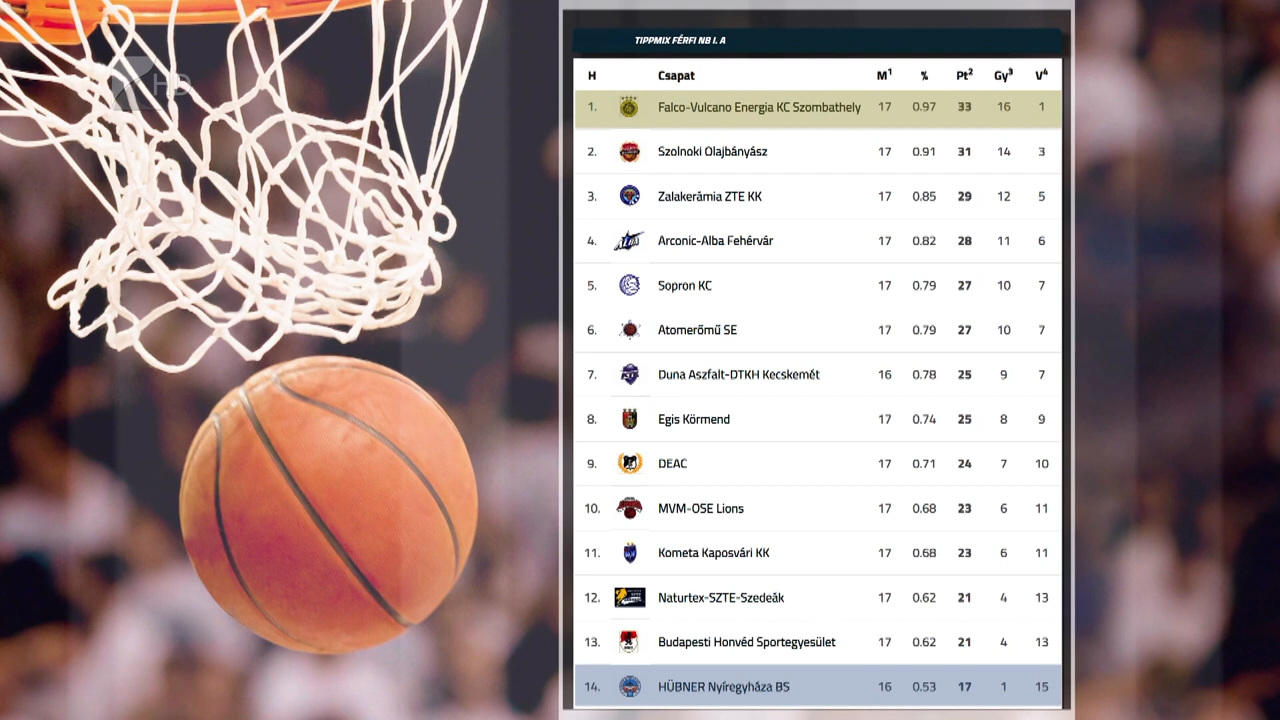 HD
TIPPMIX FÉRFI NB I. A
H Csapat M¹ % Pt² Gy³ V⁴
1. Falco-Vulcano Energia KC Szombathely 17 0.97 33 16 1
2. Szolnoki Olajbányász 17 0.91 31 14 3
3. Zalakerámia ZTE KK 17 0.85 29 12 5
4. Arconic-Alba Fehérvár 17 0.82 28 11 6
5. Sopron KC 17 0.79 27 10 7
6. Atomerőmű SE 17 0.79 27 10 7
7. Duna Aszfalt-DTKH Kecskemét 16 0.78 25 9 7
8. Egis Körmend 17 0.74 25 8 9
9. DEAC 17 0.71 24 7 10
10. MVM-OSE Lions 17 0.68 23 6 11
11. Kometa Kaposvári KK 17 0.68 23 6 11
12. Naturtex-SZTE-Szedeák 17 0.62 21 4 13
13. Budapesti Honvéd Sportegyesület 17 0.62 21 4 13
14. HÜBNER Nyíregyháza BS 16 0.53 17 1 15